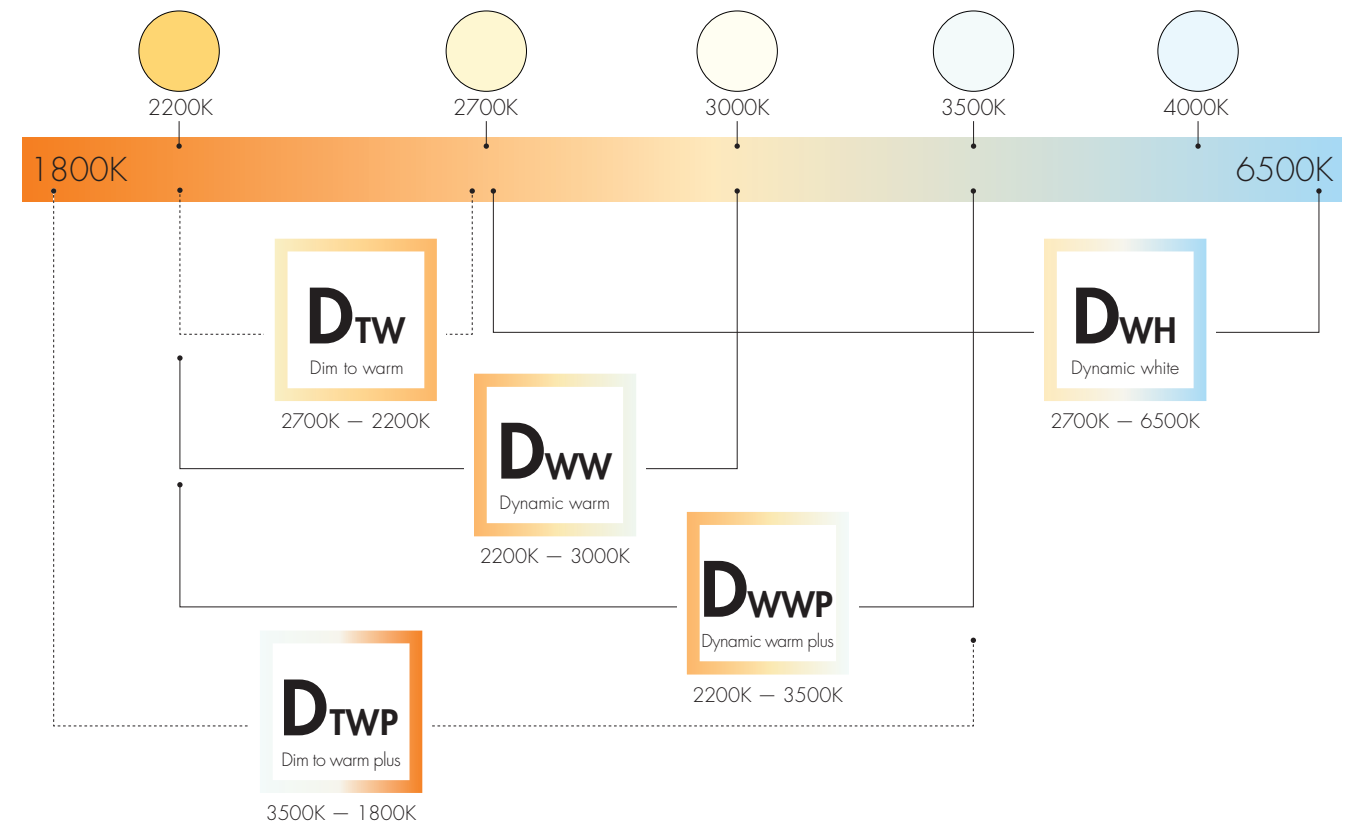 2200K
2700K
3000K
3500K
4000K
1800K
6500K
DTW
Dim to warm
2700K — 2200K
DWH
Dynamic white
2700K — 6500K
DWW
Dynamic warm
2200K — 3000K
DWWP
Dynamic warm plus
2200K — 3500K
DTWP
Dim to warm plus
3500K — 1800K